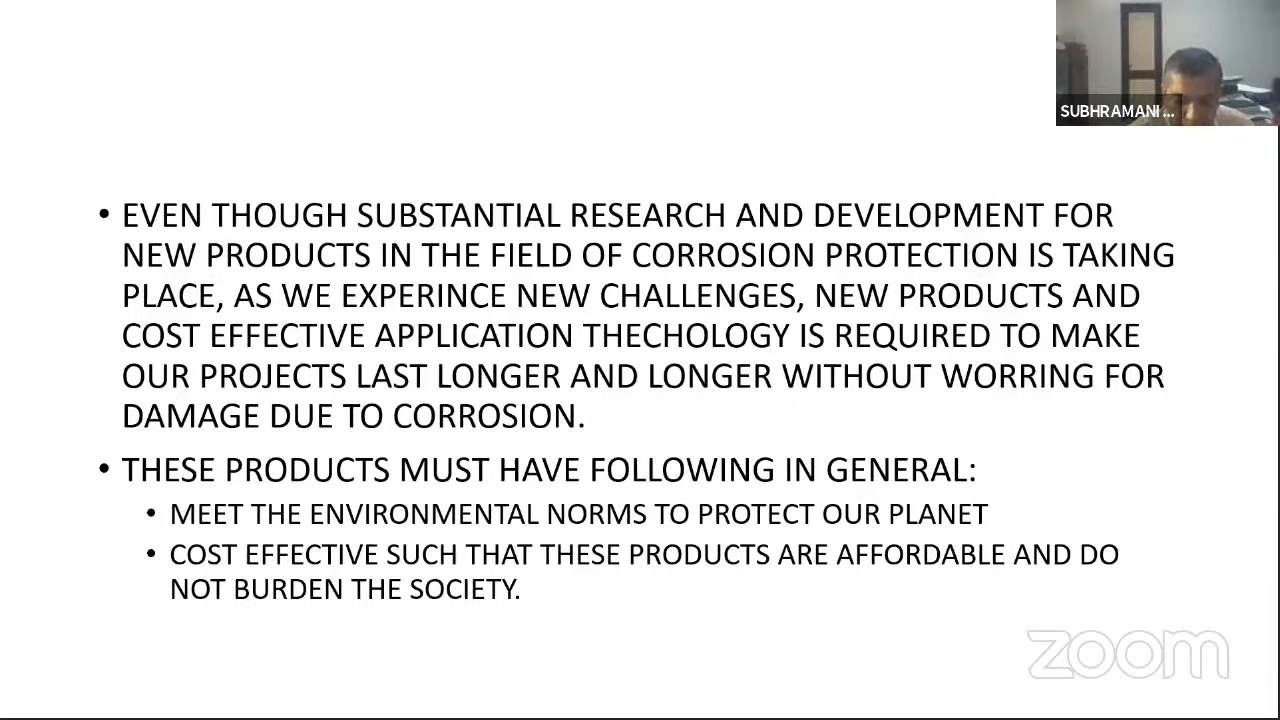 SUBHRAMANI ...
• EVEN THOUGH SUBSTANTIAL RESEARCH AND DEVELOPMENT FOR
NEW PRODUCTS IN THE FIELD OF CORROSION PROTECTION IS TAKING
PLACE, AS WE EXPERINCE NEW CHALLENGES, NEW PRODUCTS AND
COST EFFECTIVE APPLICATION THECHOLOGY IS REQUIRED TO MAKE
OUR PROJECTS LAST LONGER AND LONGER WITHOUT WORRING FOR
DAMAGE DUE TO CORROSION.
• THESE PRODUCTS MUST HAVE FOLLOWING IN GENERAL:
• MEET THE ENVIRONMENTAL NORMS TO PROTECT OUR PLANET
• COST EFFECTIVE SUCH THAT THESE PRODUCTS ARE AFFORDABLE AND DO
NOT BURDEN THE SOCIETY.
zoom